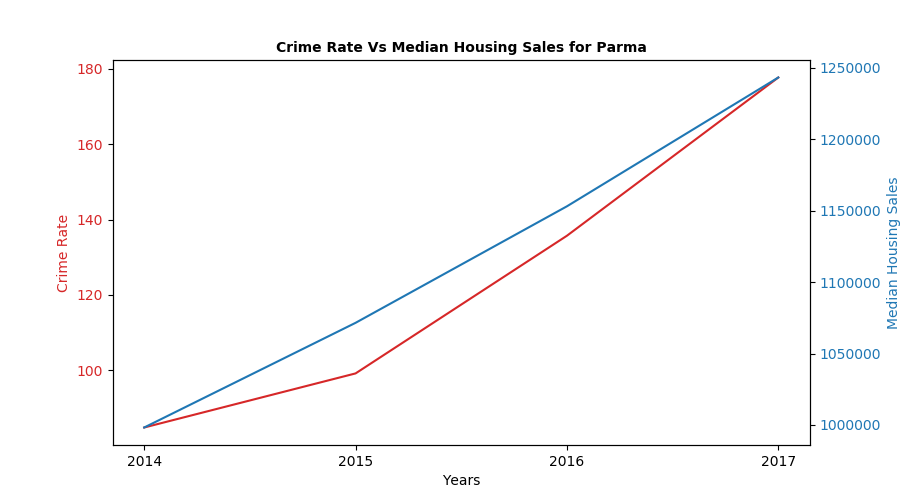 Crime Rate Vs Median Housing Sales for Parma
Crime Rate
180
160
140
120
100
1250000
1200000
1150000
1100000
1050000
1000000
Median Housing Sales
2014 2015 2016 2017
Years